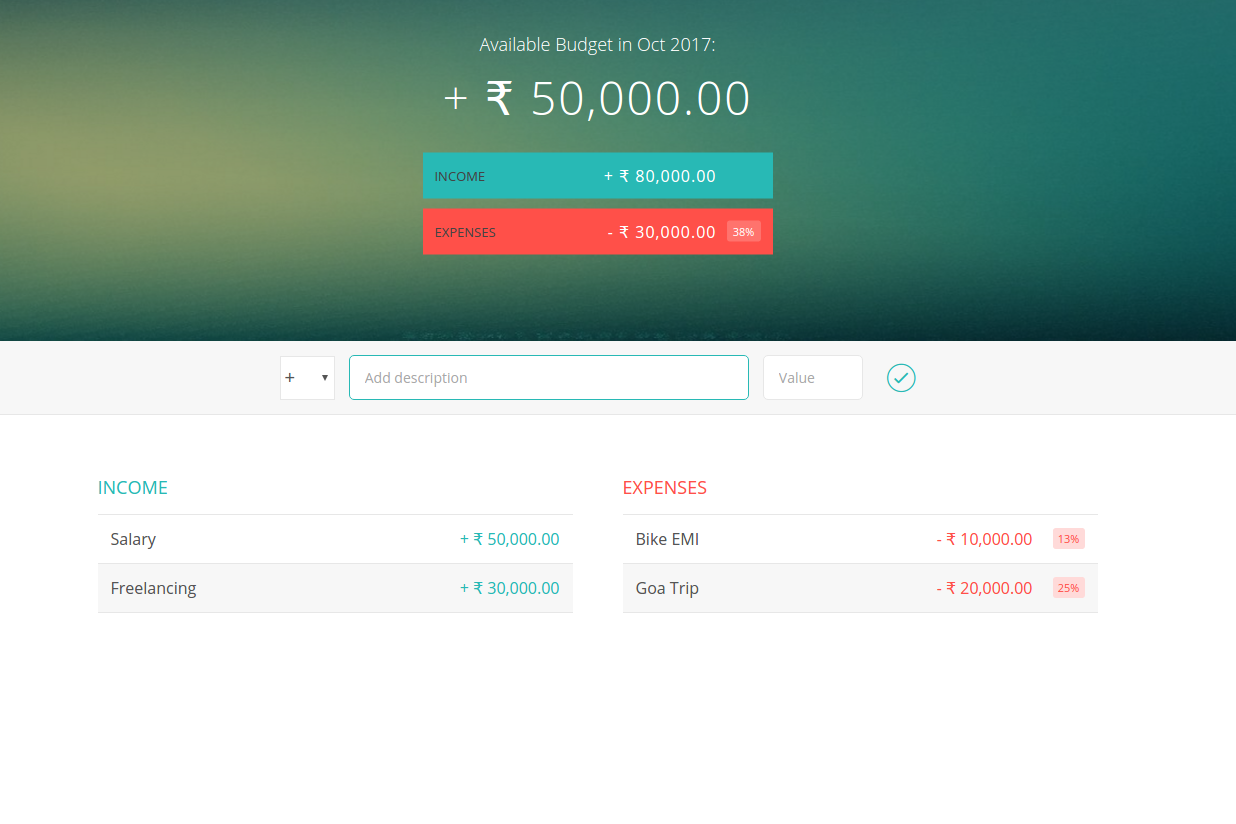 Available Budget in Oct 2017:
+ ₹ 50,000.00
INCOME + ₹ 80,000.00
EXPENSES - ₹ 30,000.00 38%
+ ▼ Add description Value
INCOME
Salary + ₹ 50,000.00
Freelancing + ₹ 30,000.00
EXPENSES
Bike EMI - ₹ 10,000.00 13%
Goa Trip - ₹ 20,000.00 25%